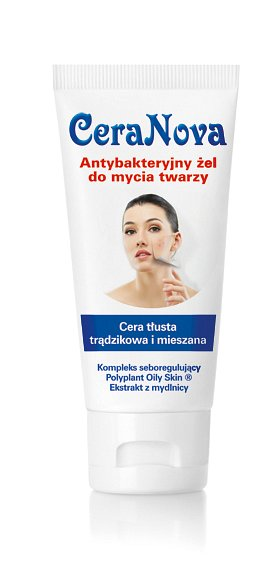 CeraNova
Antybakteryjny żel
do mycia twarzy
Cera tłusta
trądzikowa i mieszana
Kompleks seboregulujący
Polyplant Oily Skin ®
Ekstrakt z mydlnicy